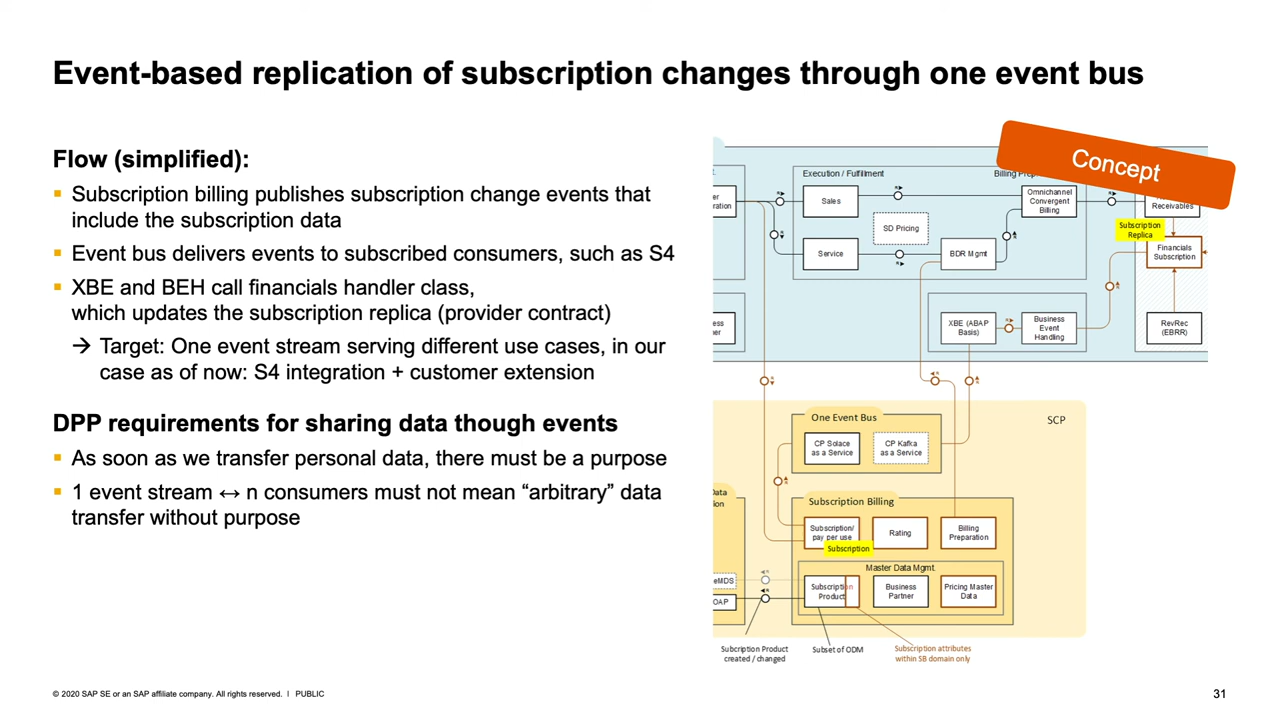 Event-based replication of subscription changes through one event bus
Flow (simplified):
Subscription billing publishes subscription change events that
include the subscription data
Event bus delivers events to subscribed consumers, such as S4
XBE and BEH call financials handler class,
which updates the subscription replica (provider contract)
→ Target: One event stream serving different use cases, in our
case as of now: S4 integration + customer extension
DPP requirements for sharing data though events
As soon as we transfer personal data, there must be a purpose
1 event stream ↔ n consumers must not mean “arbitrary” data
transfer without purpose
Concept
Execution / Fulfillment
Sales
SD Pricing
Service
BDR Mgmt
Omnichannel
Convergent
Billing
Receivables
Subscription
Replica
Financials
Subscription
XBE (ABAP
Basis)
Business
Event
Handling
RevRec
(EBRR)
SCP
One Event Bus
CP Solace
as a Service
CP Kafka
as a Service
Subscription Billing
Subscription/
pay per use
Subscription
Rating
Billing
Preparation
Master Data Mgmt.
Subscription
Product
Business
Partner
Pricing Master
Data
eMDS
OAP
Subcription Product
created / changed
Subset of ODM
Subscription attributes
within SB domain only
© 2020 SAP SE or an SAP affiliate company. All rights reserved. | PUBLIC
31